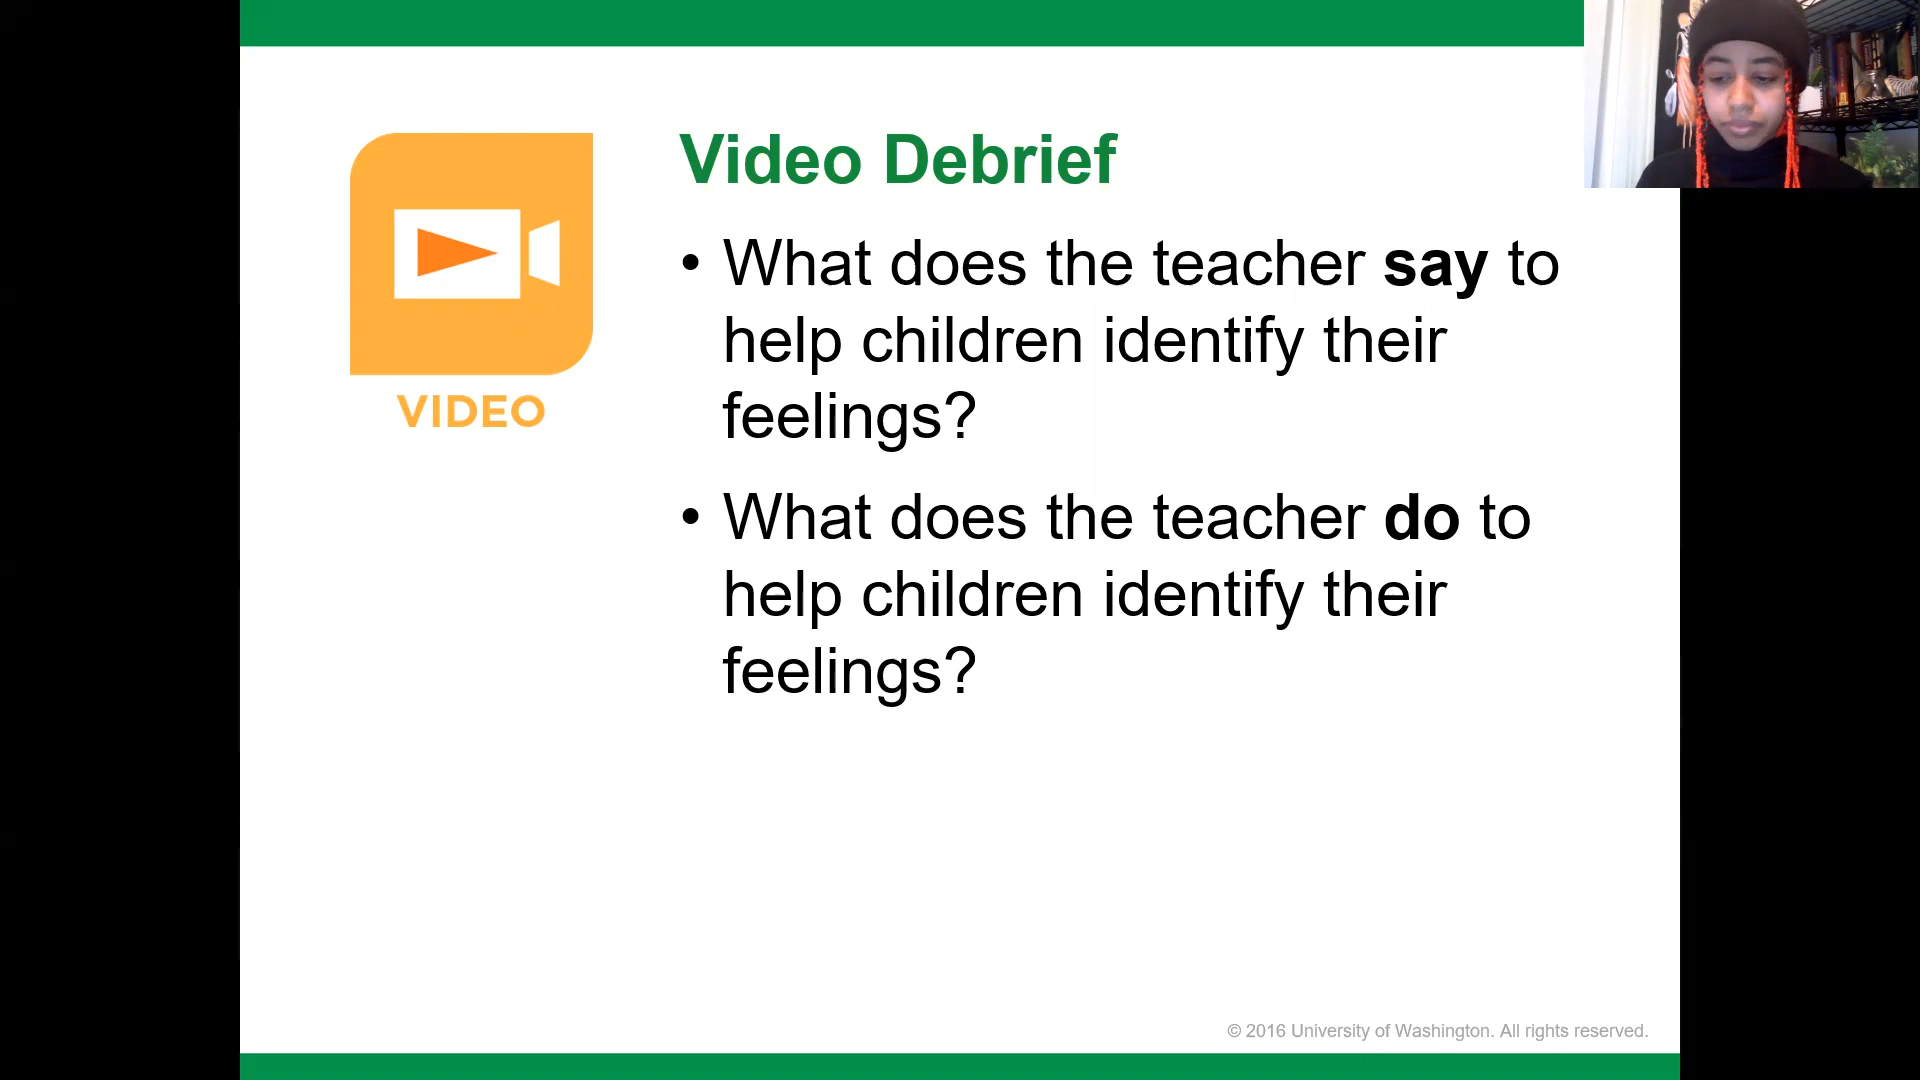 Video Debrief
• What does the teacher say to
help children identify their
feelings?
• What does the teacher do to
help children identify their
feelings?
VIDEO
© 2016 University of Washington. All rights reserved.